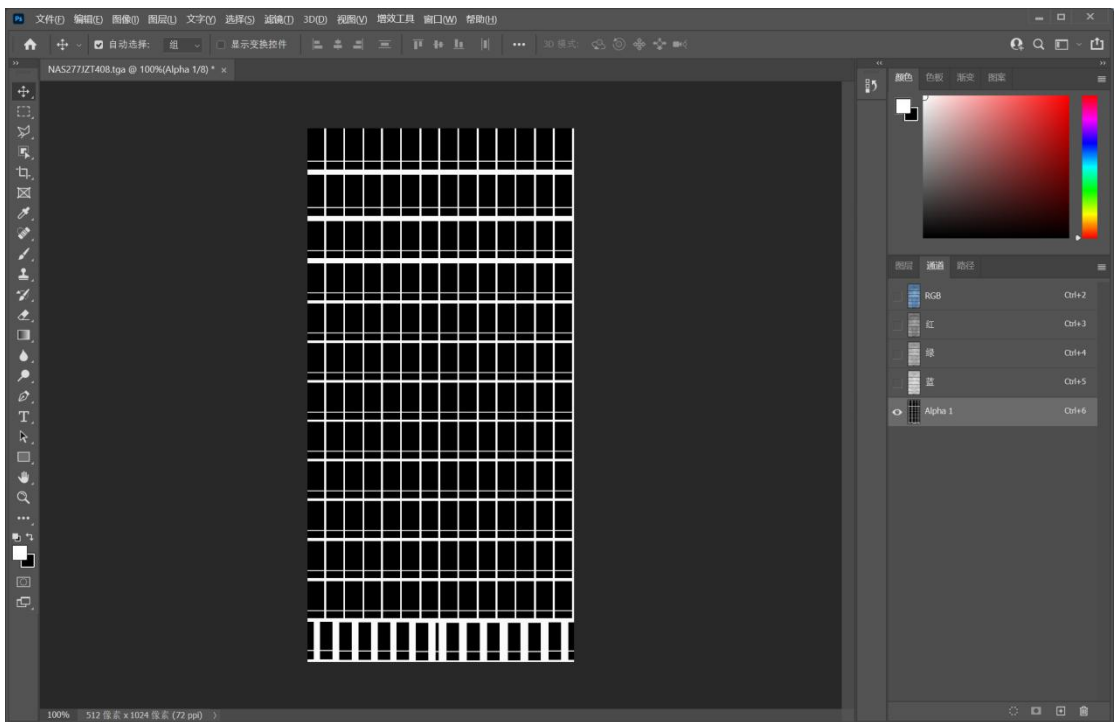 Ps 文件(F) 编辑(E) 图像(I) 图层(L) 文字(Y) 选择(S) 滤镜(T) 3D(D) 视图(V) 增效工具 窗口(W) 帮助(H)
自动选择: 组 显示变换控件 3D 模式:
NAS277JZT408.tga @ 100%(Alpha 1/8) *
颜色 色板 渐变 图案
图层 通道 路径
RGB Ctrl+2
红 Ctrl+3
绿 Ctrl+4
蓝 Ctrl+5
Alpha 1 Ctrl+6
100% 512 像素 x 1024 像素 (72 ppi)